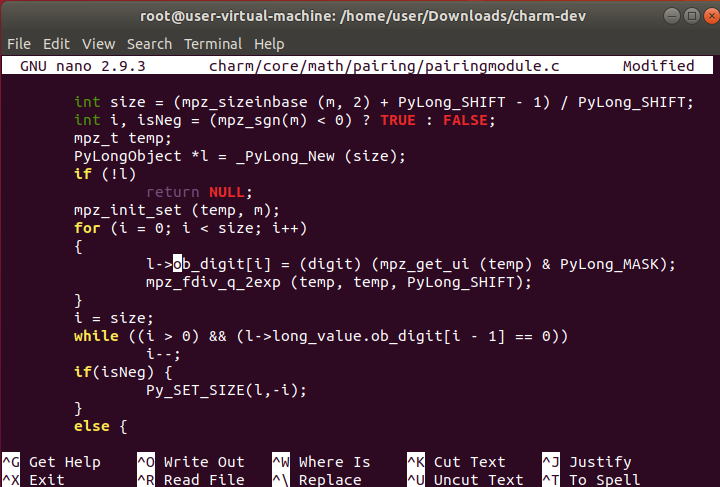 root@user-virtual-machine: /home/user/Downloads/charm-dev
File Edit View Search Terminal Help
GNU nano 2.9.3 charm/core/math/pairing/pairingmodule.c Modified
int size = (mpz_sizeinbase (m, 2) + PyLong_SHIFT - 1) / PyLong_SHIFT;
int i, isNeg = (mpz_sgn(m) < 0) ? TRUE : FALSE;
mpz_t temp;
PyLongObject *l = _PyLong_New (size);
if (!l)
return NULL;
mpz_init_set (temp, m);
for (i = 0; i < size; i++)
{
l->ob_digit[i] = (digit) (mpz_get_ui (temp) & PyLong_MASK);
mpz_fdiv_q_2exp (temp, temp, PyLong_SHIFT);
}
i = size;
while ((i > 0) && (l->long_value.ob_digit[i - 1] == 0))
i--;
if(isNeg) {
Py_SET_SIZE(l,-i);
}
else {
^G Get Help ^O Write Out ^W Where Is ^K Cut Text ^J Justify
^X Exit ^R Read File ^\ Replace ^U Uncut Text ^T To Spell